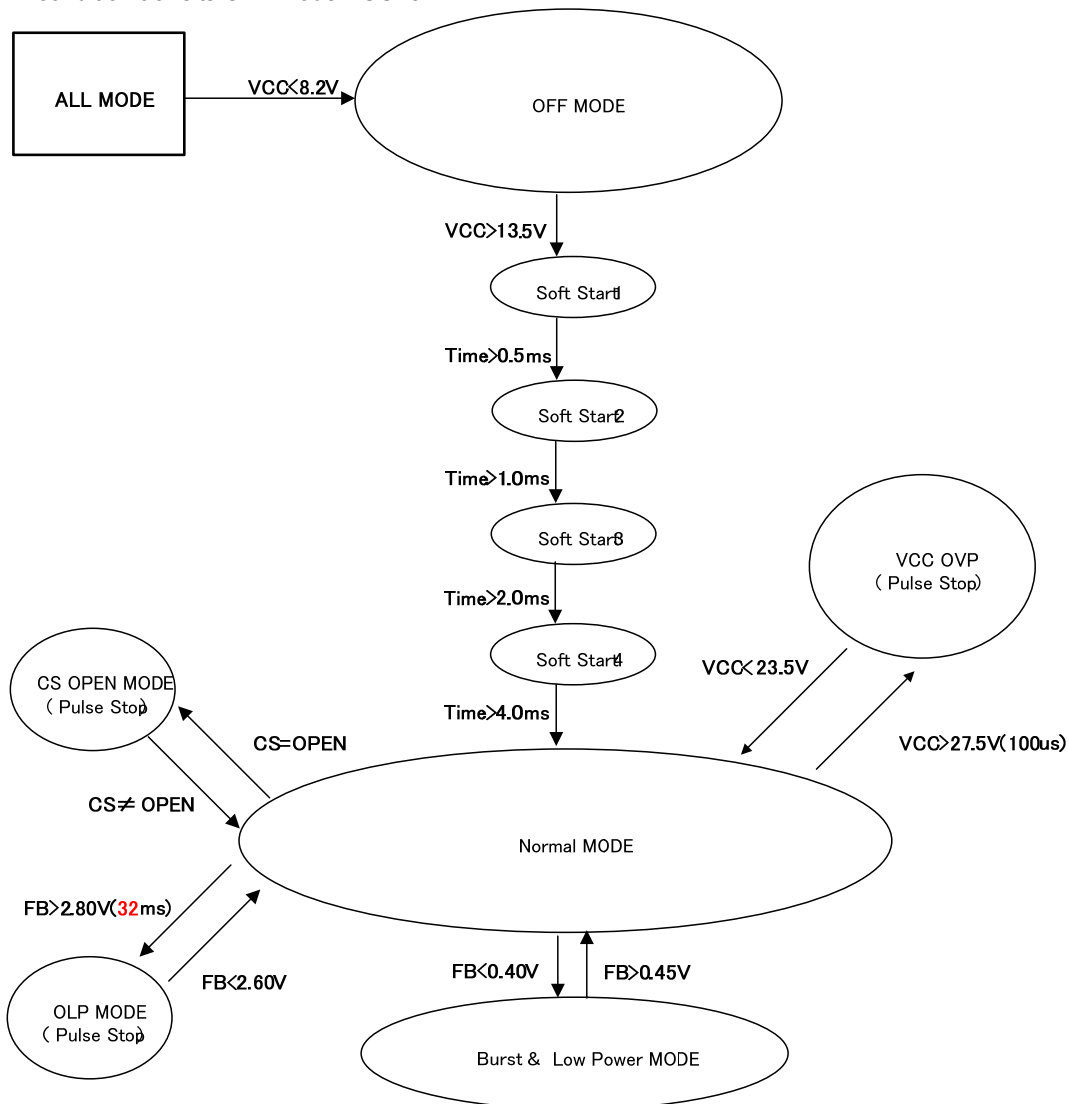 ALL MODE
VCC<8.2V
OFF MODE
VCC>13.5V
Soft Start1
Time>0.5ms
Soft Start2
Time>1.0ms
Soft Start3
VCC OVP
( Pulse Stop)
Time>2.0ms
Soft Start4
VCC<23.5V
CS OPEN MODE
( Pulse Stop)
Time>4.0ms
CS=OPEN
VCC>27.5V(100us)
CS≠ OPEN
Normal MODE
FB>2.80V(32ms)
FB<2.60V
FB<0.40V
FB>0.45V
OLP MODE
( Pulse Stop)
Burst & Low Power MODE